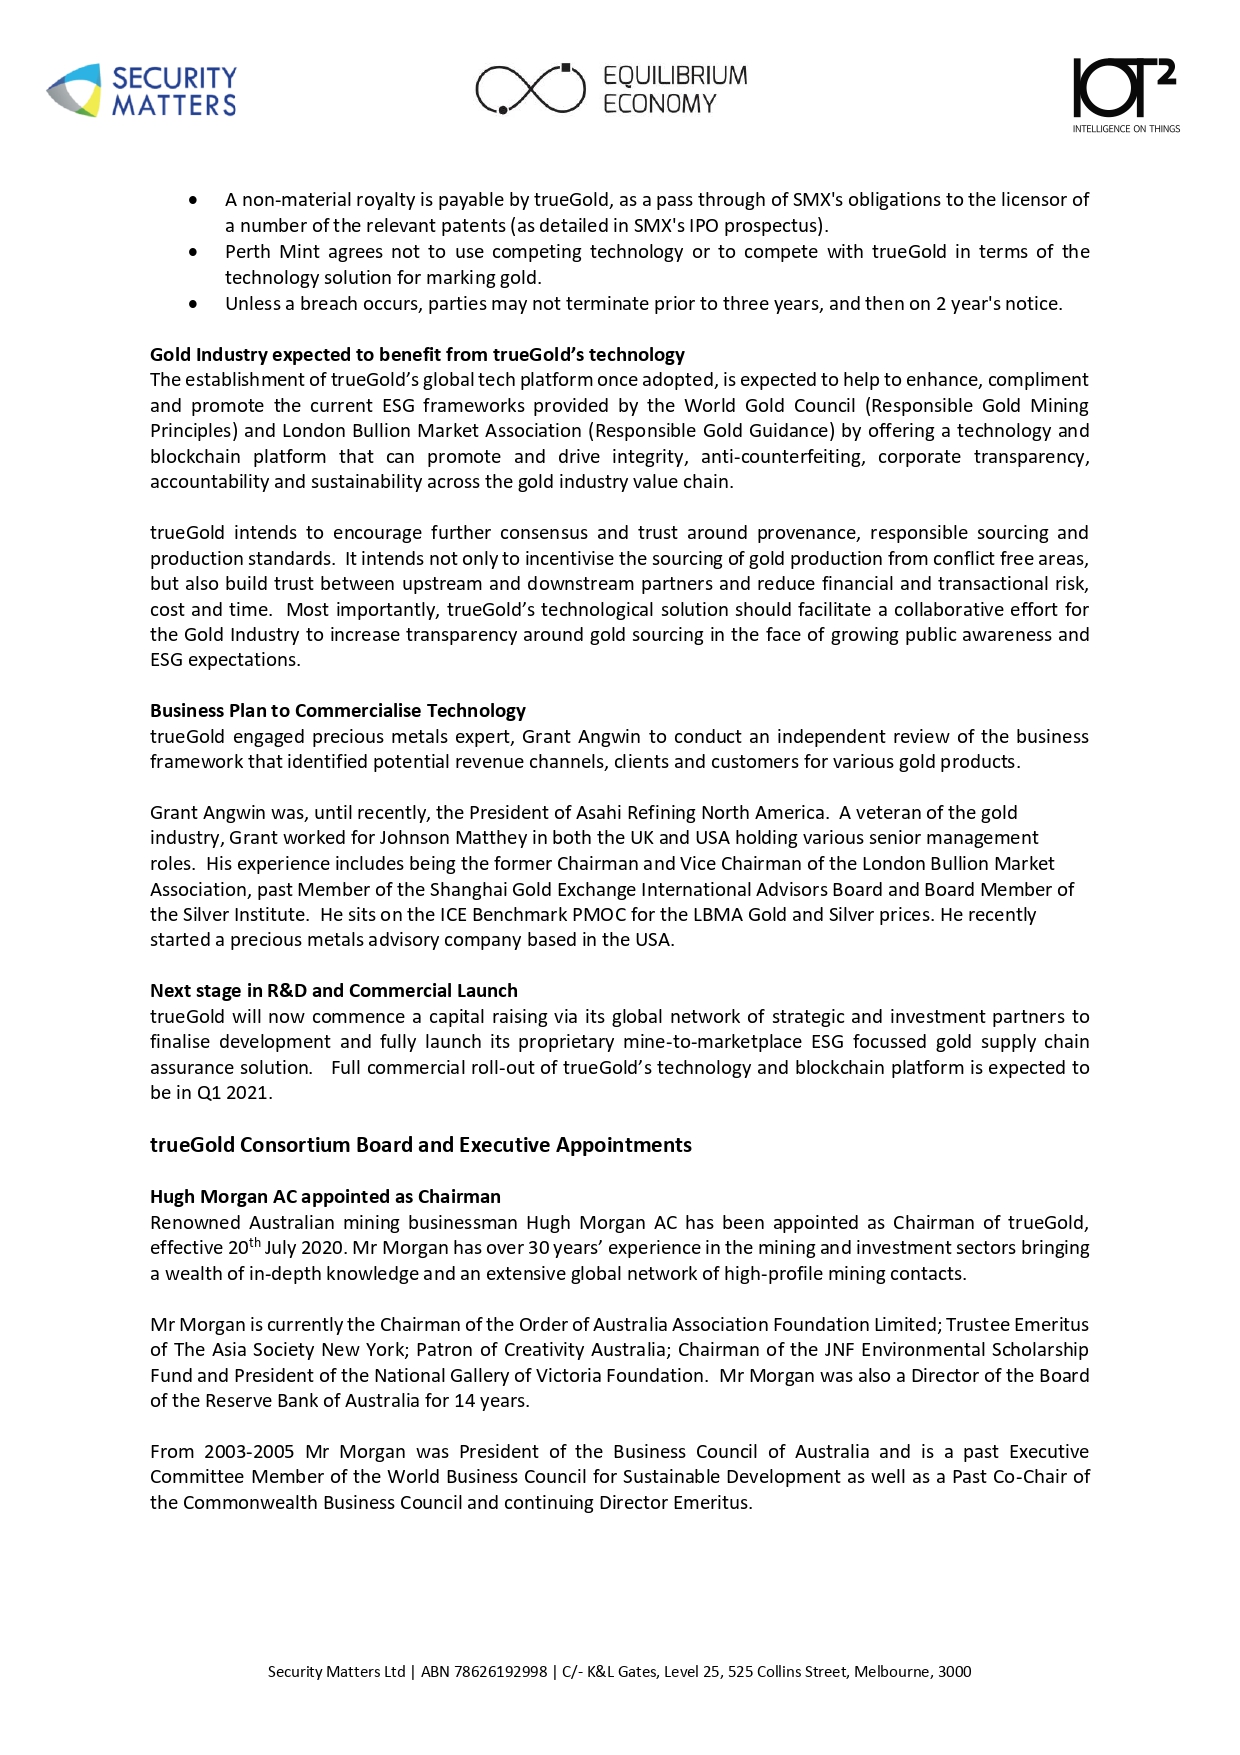 SECURITY
MATTERS
EQUILIBRIUM
ECONOMY
IOT²
INTELLIGENCE ON THINGS
• A non-material royalty is payable by trueGold, as a pass through of SMX's obligations to the licensor of
a number of the relevant patents (as detailed in SMX's IPO prospectus).
• Perth Mint agrees not to use competing technology or to compete with trueGold in terms of the
technology solution for marking gold.
• Unless a breach occurs, parties may not terminate prior to three years, and then on 2 year's notice.
Gold Industry expected to benefit from trueGold’s technology
The establishment of trueGold’s global tech platform once adopted, is expected to help to enhance, compliment
and promote the current ESG frameworks provided by the World Gold Council (Responsible Gold Mining
Principles) and London Bullion Market Association (Responsible Gold Guidance) by offering a technology and
blockchain platform that can promote and drive integrity, anti-counterfeiting, corporate transparency,
accountability and sustainability across the gold industry value chain.
trueGold intends to encourage further consensus and trust around provenance, responsible sourcing and
production standards. It intends not only to incentivise the sourcing of gold production from conflict free areas,
but also build trust between upstream and downstream partners and reduce financial and transactional risk,
cost and time. Most importantly, trueGold’s technological solution should facilitate a collaborative effort for
the Gold Industry to increase transparency around gold sourcing in the face of growing public awareness and
ESG expectations.
Business Plan to Commercialise Technology
trueGold engaged precious metals expert, Grant Angwin to conduct an independent review of the business
framework that identified potential revenue channels, clients and customers for various gold products.
Grant Angwin was, until recently, the President of Asahi Refining North America. A veteran of the gold
industry, Grant worked for Johnson Matthey in both the UK and USA holding various senior management
roles. His experience includes being the former Chairman and Vice Chairman of the London Bullion Market
Association, past Member of the Shanghai Gold Exchange International Advisors Board and Board Member of
the Silver Institute. He sits on the ICE Benchmark PMOC for the LBMA Gold and Silver prices. He recently
started a precious metals advisory company based in the USA.
Next stage in R&D and Commercial Launch
trueGold will now commence a capital raising via its global network of strategic and investment partners to
finalise development and fully launch its proprietary mine-to-marketplace ESG focussed gold supply chain
assurance solution. Full commercial roll-out of trueGold’s technology and blockchain platform is expected to
be in Q1 2021.
trueGold Consortium Board and Executive Appointments
Hugh Morgan AC appointed as Chairman
Renowned Australian mining businessman Hugh Morgan AC has been appointed as Chairman of trueGold,
effective 20th July 2020. Mr Morgan has over 30 years’ experience in the mining and investment sectors bringing
a wealth of in-depth knowledge and an extensive global network of high-profile mining contacts.
Mr Morgan is currently the Chairman of the Order of Australia Association Foundation Limited; Trustee Emeritus
of The Asia Society New York; Patron of Creativity Australia; Chairman of the JNF Environmental Scholarship
Fund and President of the National Gallery of Victoria Foundation. Mr Morgan was also a Director of the Board
of the Reserve Bank of Australia for 14 years.
From 2003-2005 Mr Morgan was President of the Business Council of Australia and is a past Executive
Committee Member of the World Business Council for Sustainable Development as well as a Past Co-Chair of
the Commonwealth Business Council and continuing Director Emeritus.
Security Matters Ltd | ABN 78626192998 | C/- K&L Gates, Level 25, 525 Collins Street, Melbourne, 3000